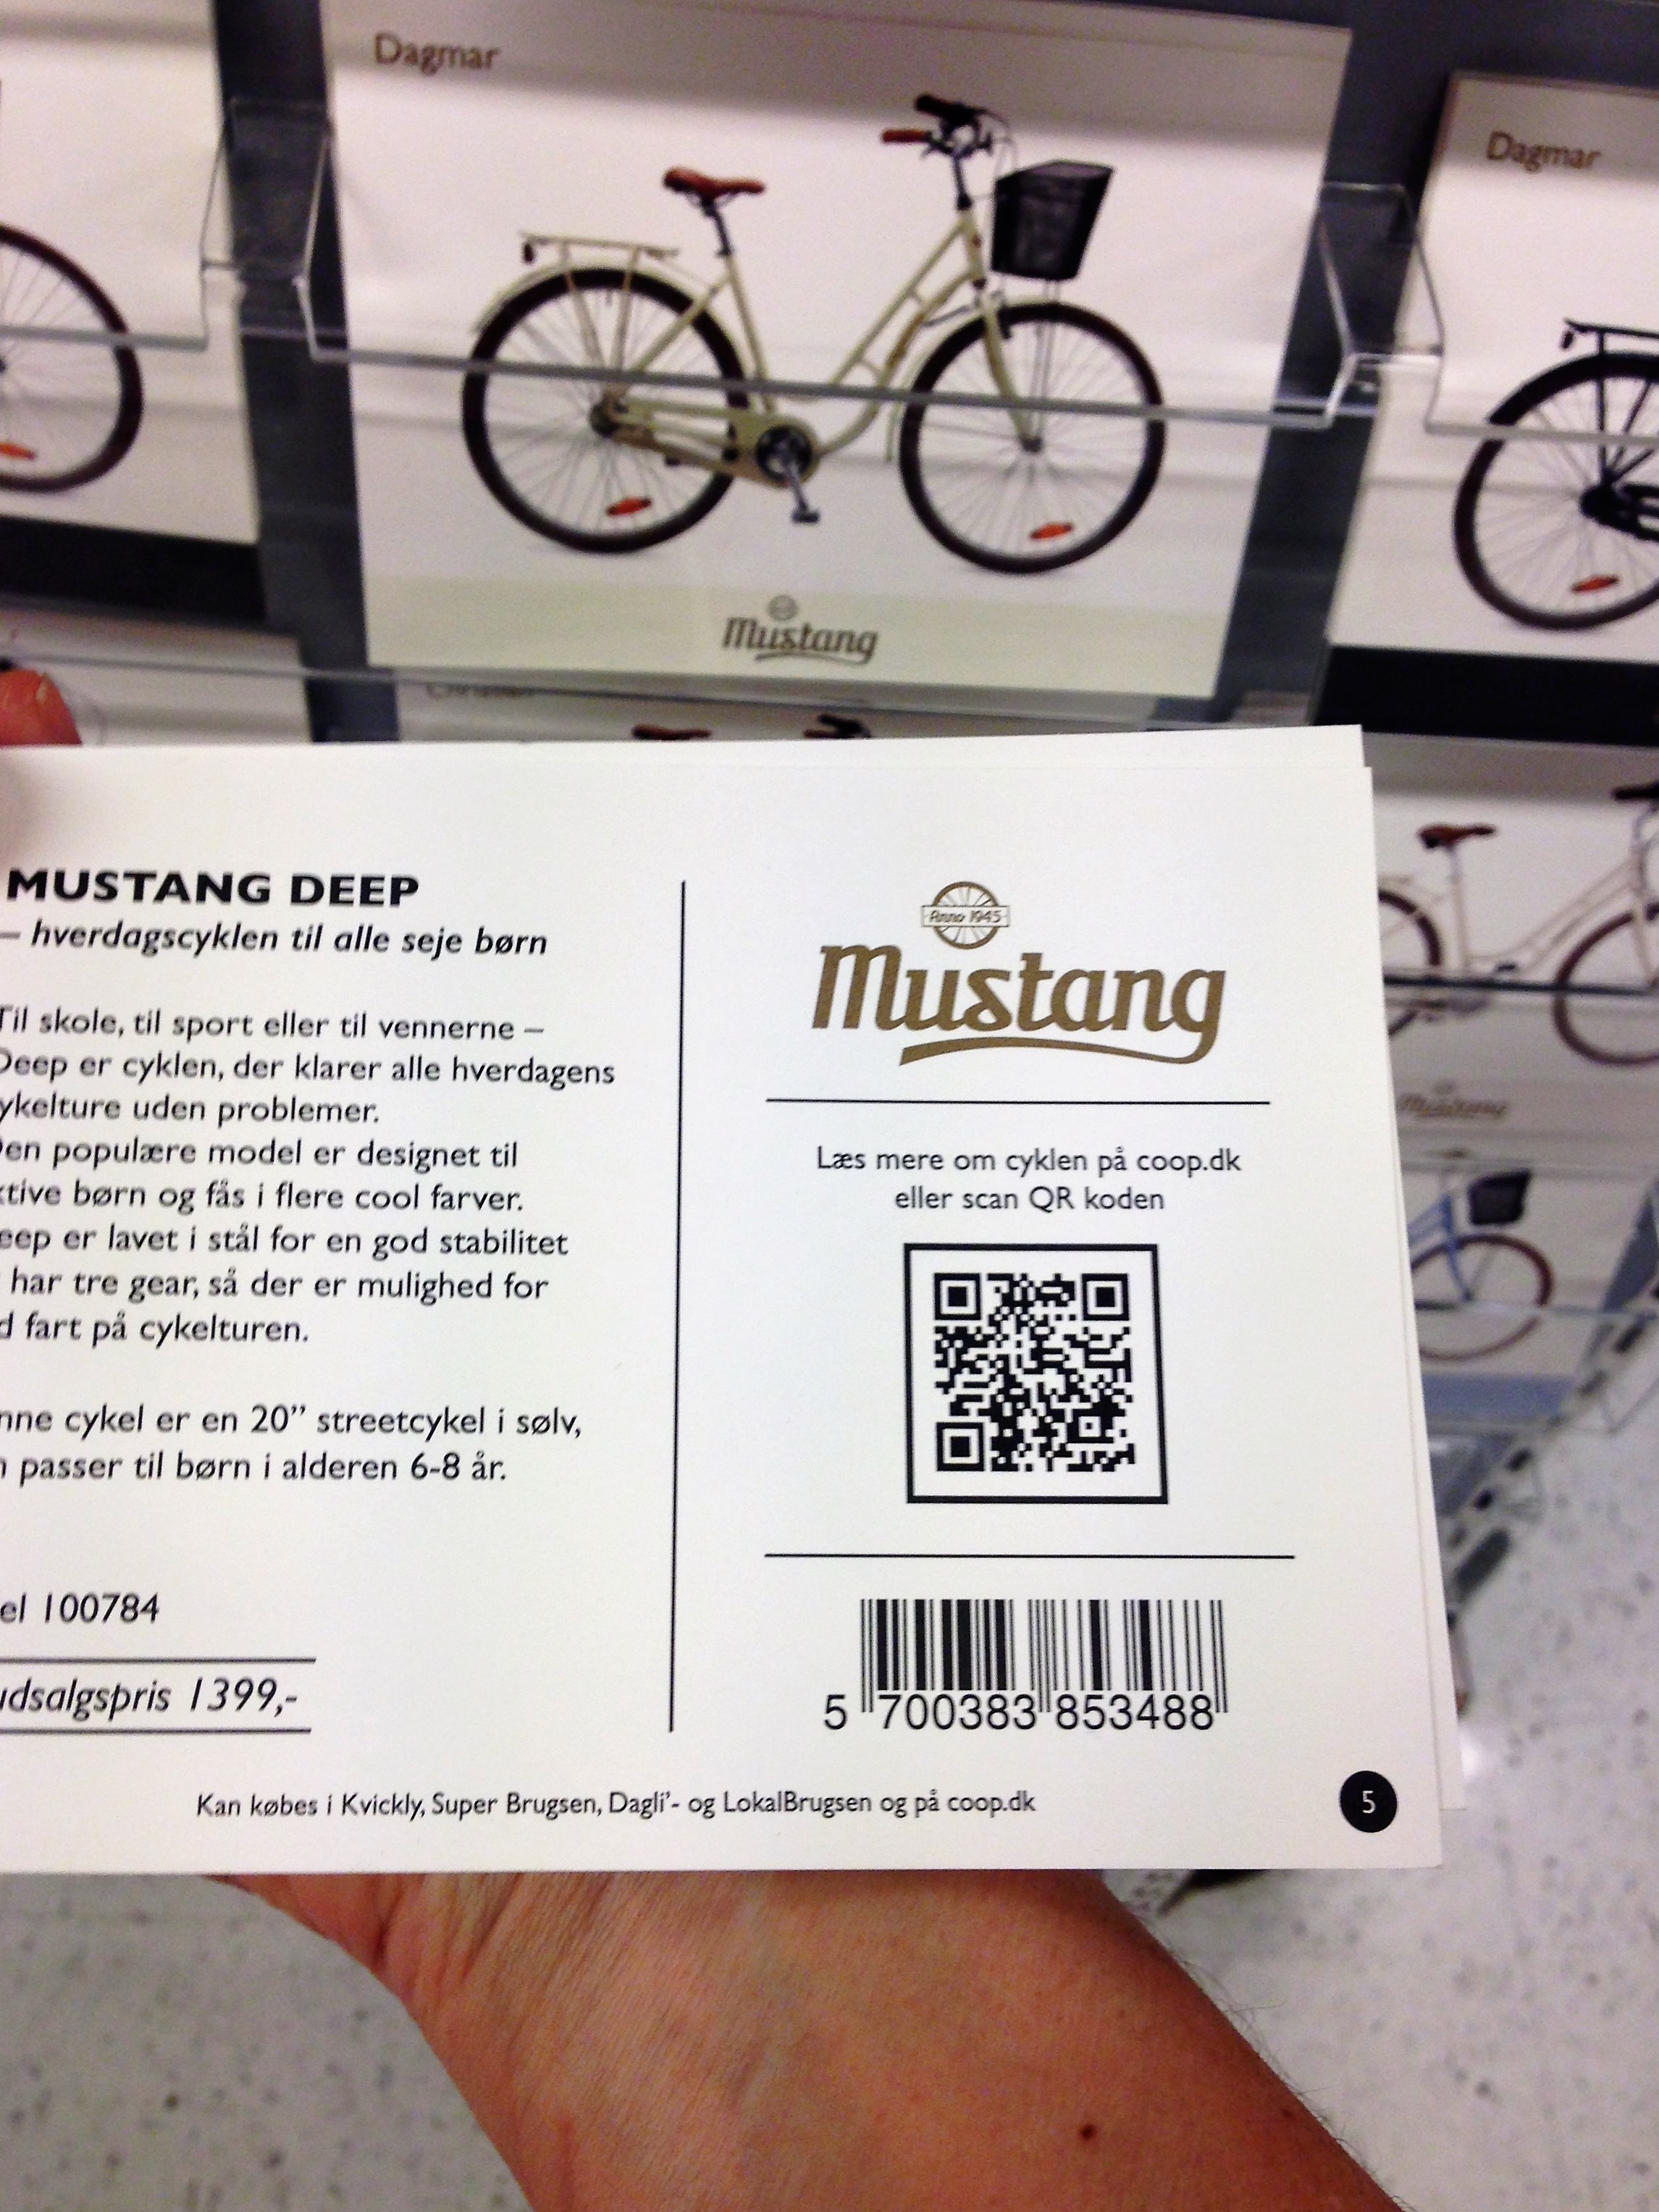 Dagmar
Dagmar
Mustang
MUSTANG DEEP
– hverdagscyklen til alle seje børn
Til skole, til sport eller til vennerne –
Deep er cyklen, der klarer alle hverdagens
ykelture uden problemer.
en populære model er designet til
ktive børn og fås i flere cool farver.
eep er lavet i stål for en god stabilitet
har tre gear, så der er mulighed for
d fart på cykelturen.
nne cykel er en 20” streetcykel i sølv,
passer til børn i alderen 6-8 år.
el 100784
udsalgspris 1399,-
Anno 1945
Mustang
Læs mere om cyklen på coop.dk
eller scan QR koden
5 700383 853488
Kan købes i Kvickly, Super Brugsen, Dagli’- og LokalBrugsen og på coop.dk
5
Mustang